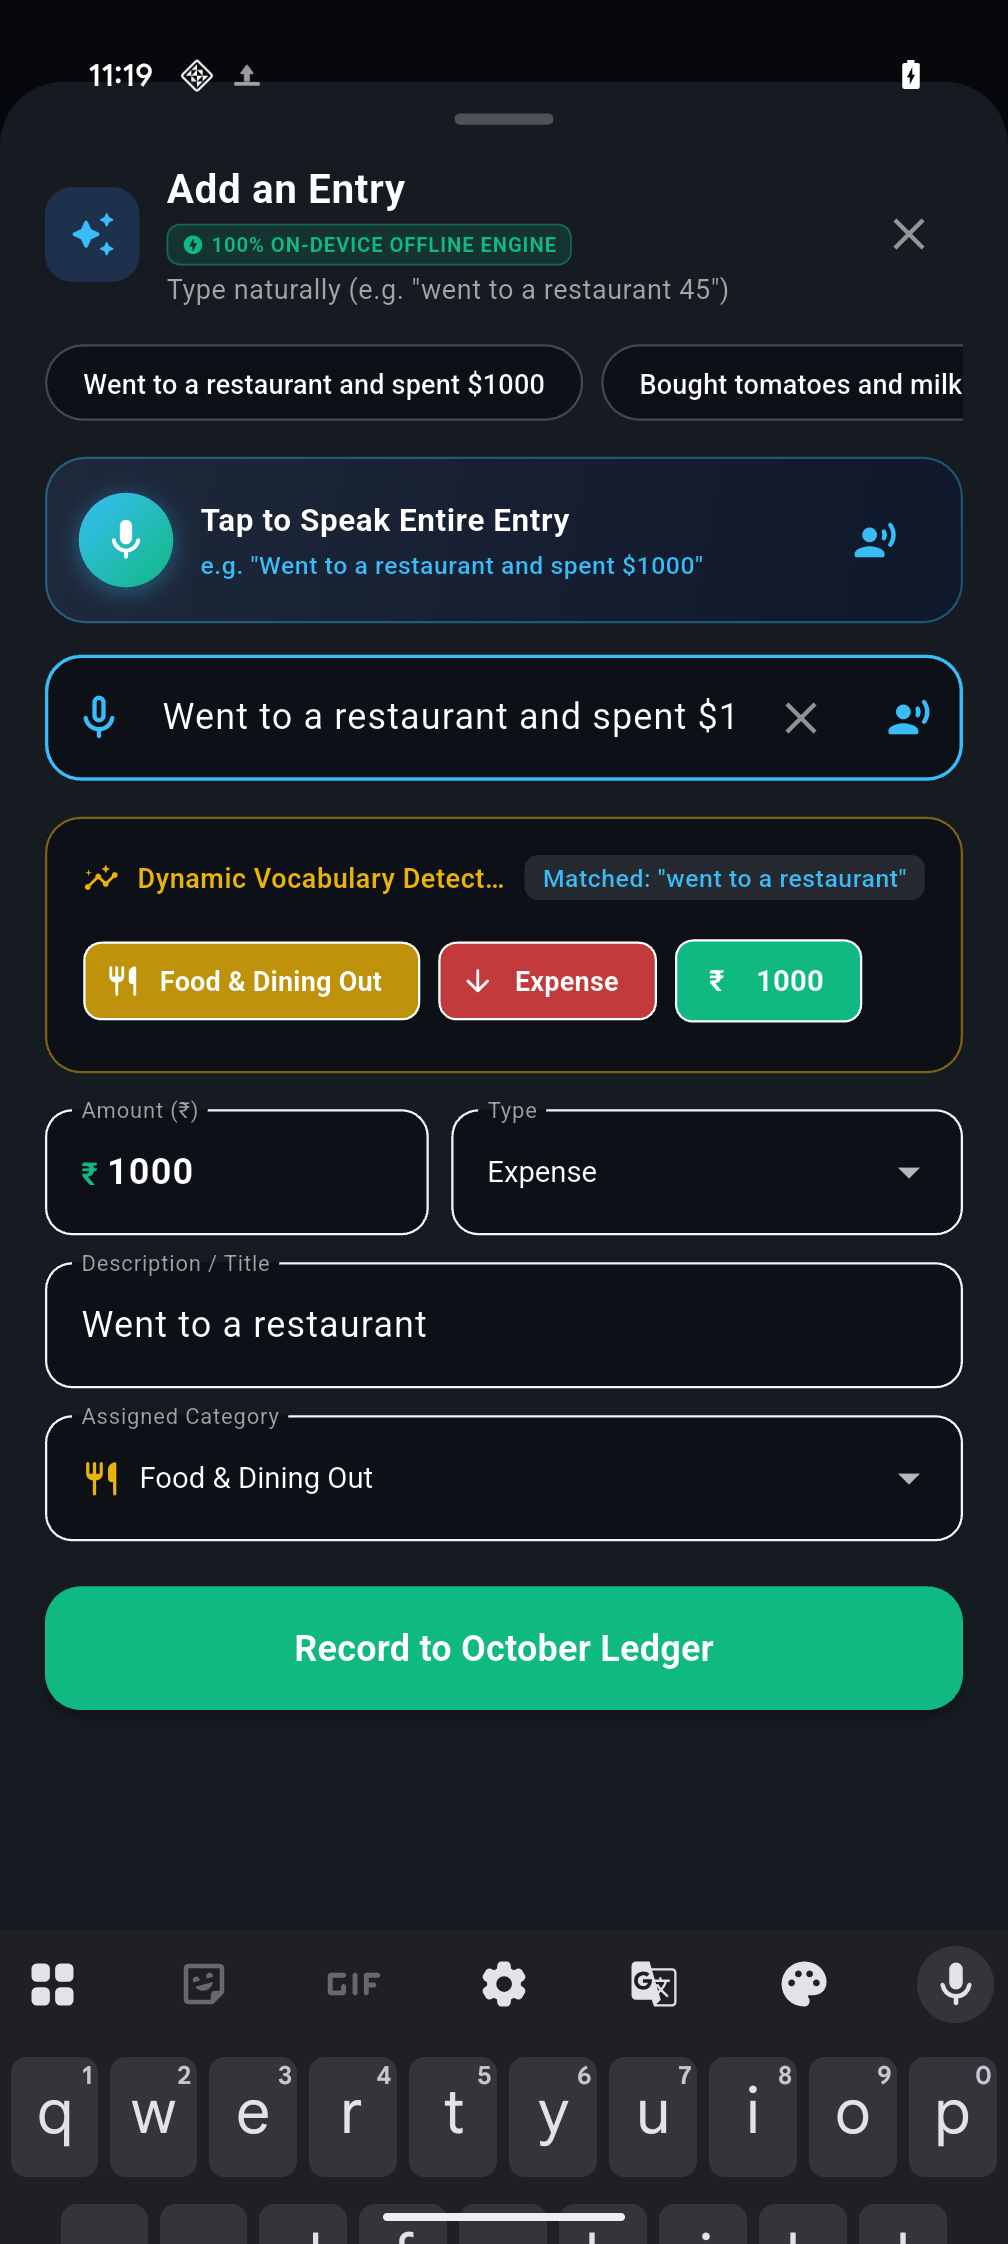 11:19
Add an Entry
100% ON-DEVICE OFFLINE ENGINE
Type naturally (e.g. "went to a restaurant 45")
Went to a restaurant and spent $1000
Bought tomatoes and milk
Tap to Speak Entire Entry
e.g. "Went to a restaurant and spent $1000"
Went to a restaurant and spent $1
Dynamic Vocabulary Detect...
Matched: "went to a restaurant"
Food & Dining Out
Expense
₹ 1000
Amount (₹)
₹ 1000
Type
Expense
Description / Title
Went to a restaurant
Assigned Category
Food & Dining Out
Record to October Ledger
GIF
1 2 3 4 5 6 7 8 9 0
q w e r t y u i o p